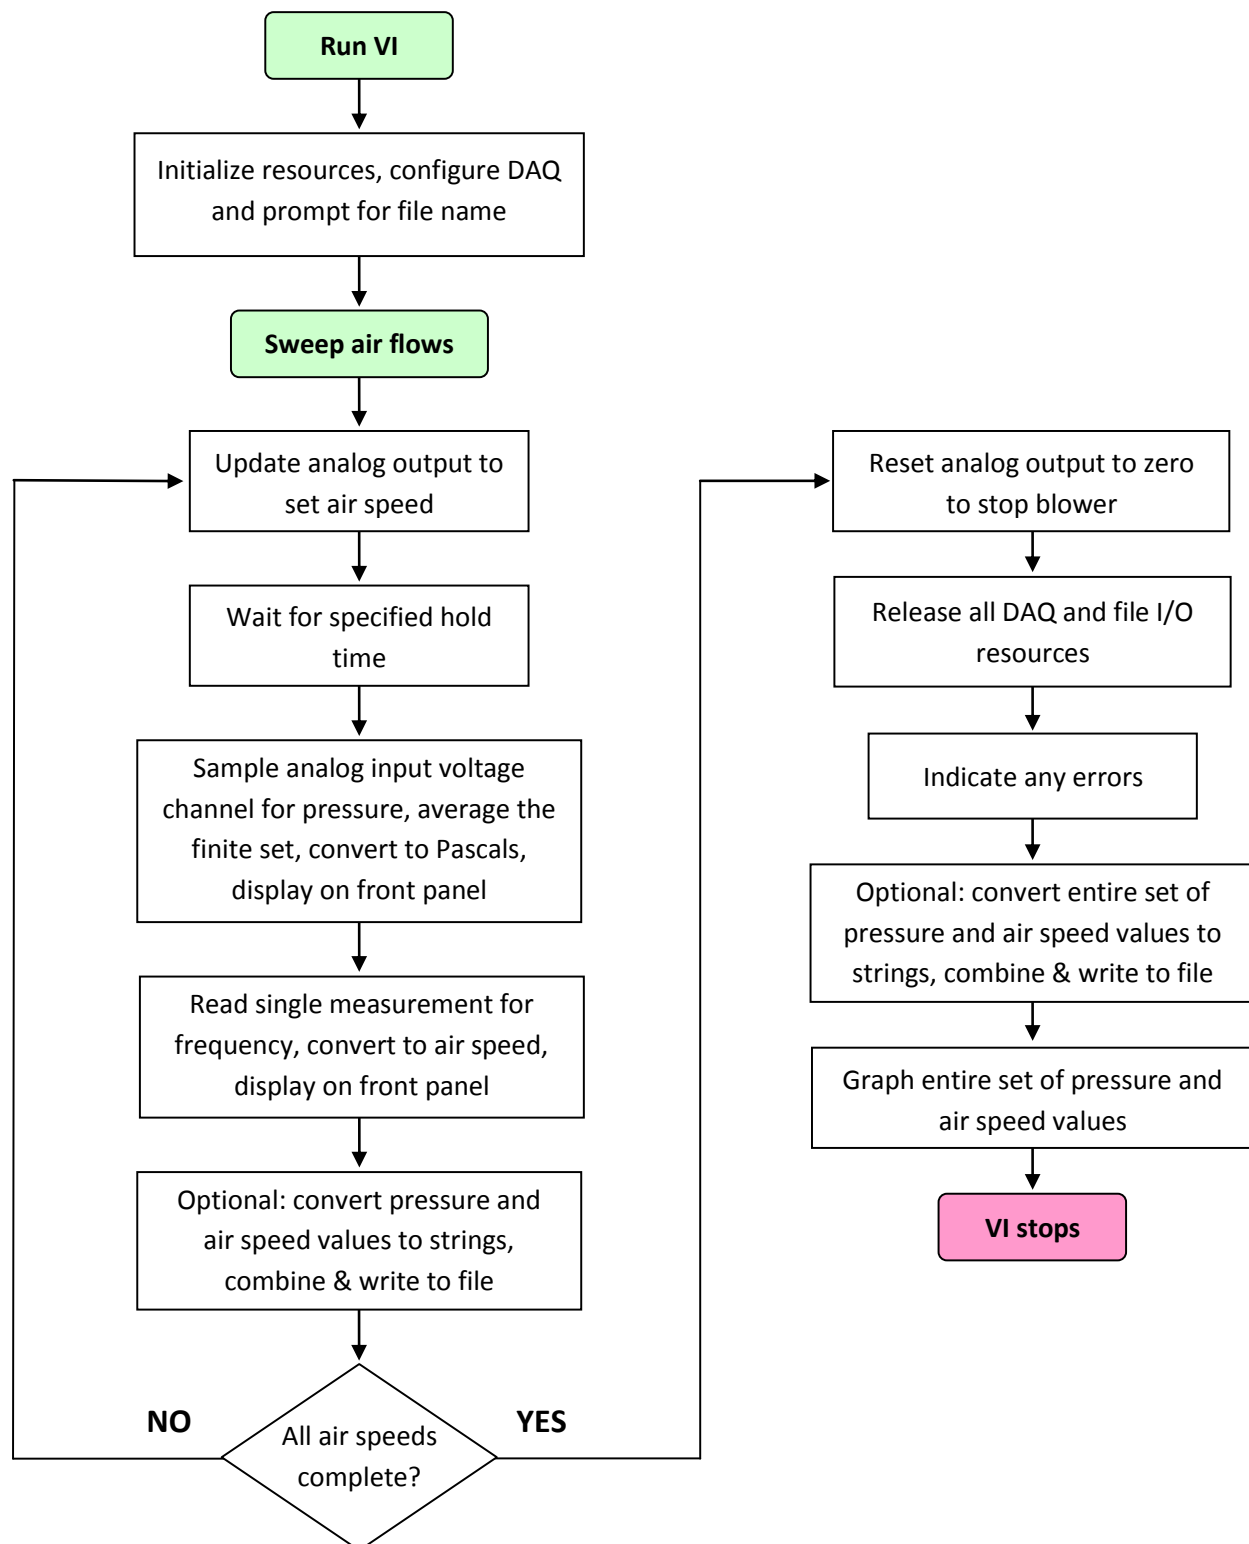 Run VI
Initialize resources, configure DAQ
and prompt for file name
Sweep air flows
Update analog output to
set air speed
Wait for specified hold
time
Sample analog input voltage
channel for pressure, average the
finite set, convert to Pascals,
display on front panel
Read single measurement for
frequency, convert to air speed,
display on front panel
Optional: convert pressure and
air speed values to strings,
combine & write to file
NO
All air speeds
complete?
YES
Reset analog output to zero
to stop blower
Release all DAQ and file I/O
resources
Indicate any errors
Optional: convert entire set of
pressure and air speed values to
strings, combine & write to file
Graph entire set of pressure and
air speed values
VI stops